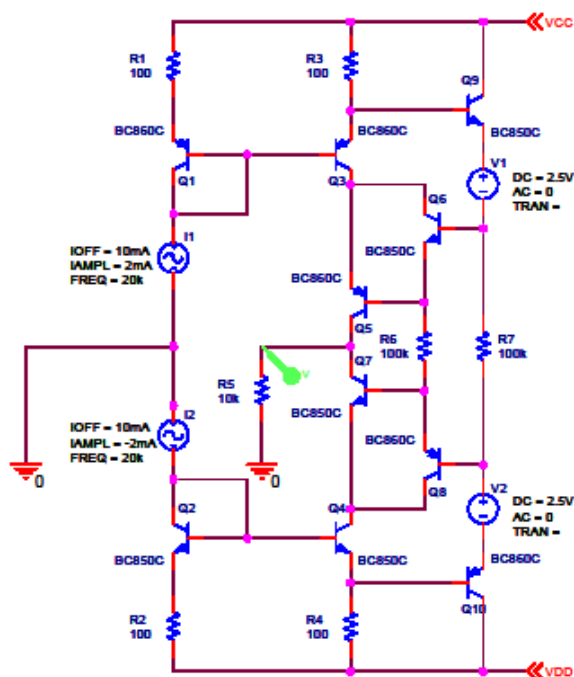 VCC
R1
100
R3
100
Q9
BC860C
BC860C
BC850C
V1
DC = 2.5V
AC = 0
TRAN =
Q1
Q3
Q6
I1
IOFF = 10mA
IAMPL = 2mA
FREQ = 20k
BC850C
BC860C
Q5
R6
100k
R7
100k
V
Q7
R5
10k
BC850C
I2
IOFF = 10mA
IAMPL = -2mA
FREQ = 20k
0
0
BC860C
Q8
V2
DC = 2.5V
AC = 0
TRAN =
Q2
Q4
BC850C
BC850C
BC860C
Q10
R2
100
R4
100
VDD